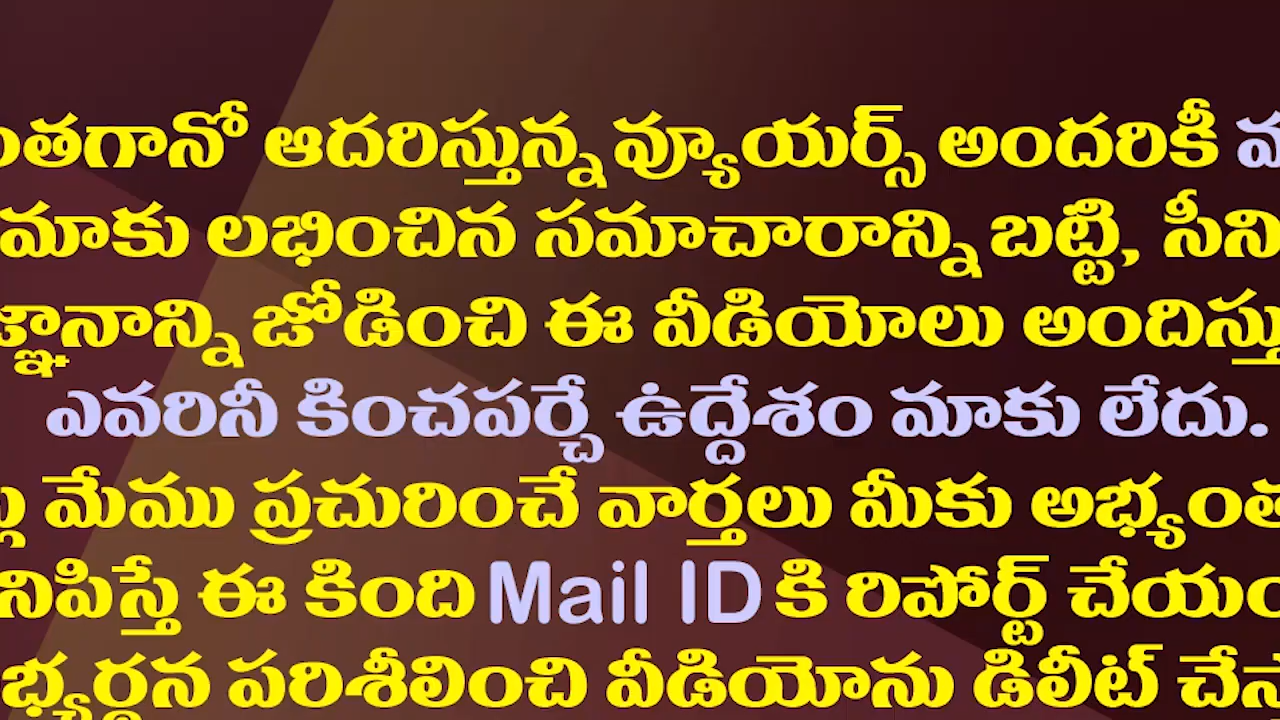 ంతగానో ఆదరిస్తున్న వ్యూయర్స్ అందరికీ
మాకు లభించిన సమాచారాన్ని బట్టి, సీని
జ్ఞానాన్ని జోడించి ఈ వీడియోలు అందిస్తు
ఎవరినీ కించపర్చే ఉద్దేశం మాకు లేదు.
మేము ప్రచురించే వార్తలు మీకు అభ్యంత
నిపిస్తే ఈ కింది Mail ID కి రిపోర్ట్ చేయం
భ్యర్థన పరిశీలించి వీడియోను డిలీట్ చేస